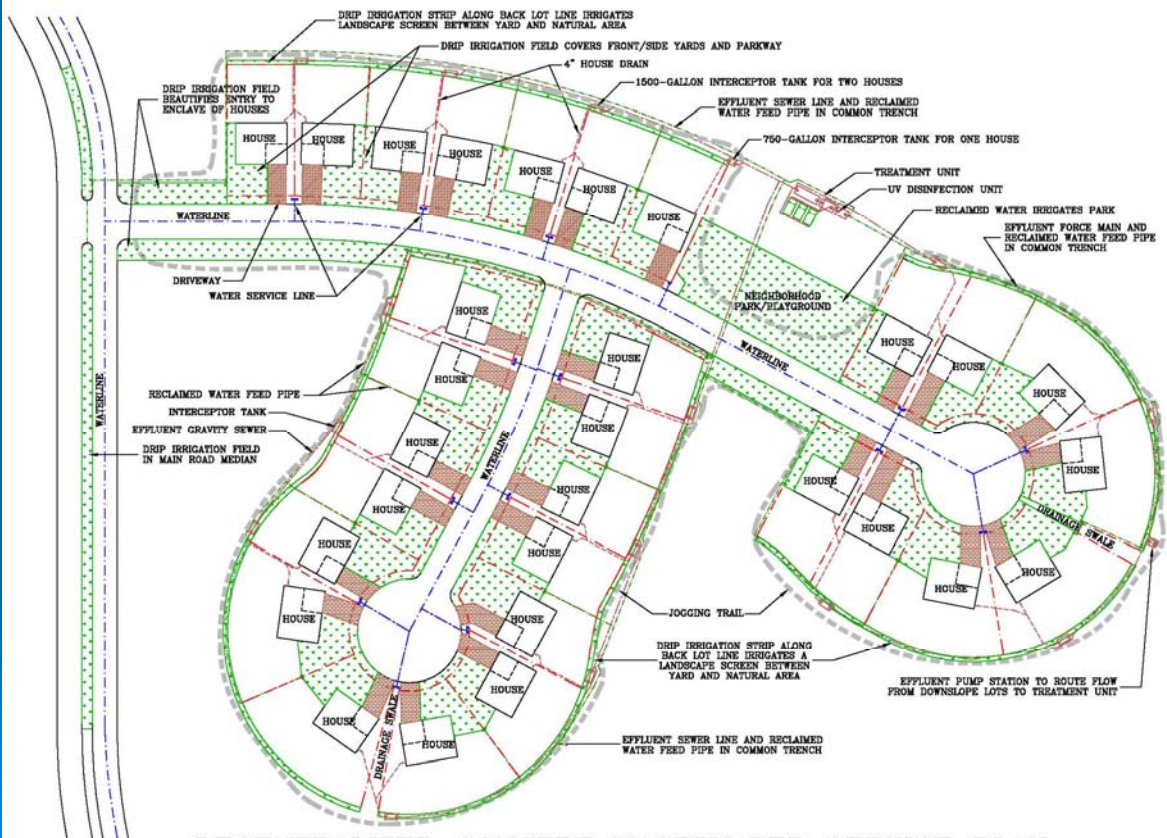 DRIP IRRIGATION STRIP ALONG BACK LOT LINE IRRIGATES
LANDSCAPE SCREEN BETWEEN YARD AND NATURAL AREA
DRIP IRRIGATION FIELD COVERS FRONT/SIDE YARDS AND PARKWAY
4" HOUSE DRAIN
1500-GALLON INTERCEPTOR TANK FOR TWO HOUSES
DRIP IRRIGATION FIELD
BEAUTIFIES ENTRY TO
ENCLAVE OF HOUSES
EFFLUENT SEWER LINE AND RECLAIMED
WATER FEED PIPE IN COMMON TRENCH
750-GALLON INTERCEPTOR TANK FOR ONE HOUSE
TREATMENT UNIT
UV DISINFECTION UNIT
RECLAIMED WATER IRRIGATES PARK
EFFLUENT FORCE MAIN AND
RECLAIMED WATER FEED PIPE
IN COMMON TRENCH
HOUSE
HOUSE
HOUSE
HOUSE
HOUSE
HOUSE
HOUSE
WATERLINE
DRIVEWAY
WATER SERVICE LINE
NEIGHBORHOOD
PARK/PLAYGROUND
WATERLINE
HOUSE
HOUSE
HOUSE
HOUSE
HOUSE
HOUSE
HOUSE
HOUSE
DRAINAGE SWALE
WATERLINE
RECLAIMED WATER FEED PIPE
INTERCEPTOR TANK
EFFLUENT GRAVITY SEWER
DRIP IRRIGATION FIELD
IN MAIN ROAD MEDIAN
HOUSE
HOUSE
HOUSE
HOUSE
HOUSE
HOUSE
HOUSE
HOUSE
WATERLINE
HOUSE
HOUSE
HOUSE
HOUSE
HOUSE
HOUSE
DRAINAGE SWALE
JOGGING TRAIL
DRIP IRRIGATION STRIP ALONG
BACK LOT LINE IRRIGATES A
LANDSCAPE SCREEN BETWEEN
YARD AND NATURAL AREA
EFFLUENT PUMP STATION TO ROUTE FLOW
FROM DOWNSLOPE LOTS TO TREATMENT UNIT
EFFLUENT SEWER LINE AND RECLAIMED
WATER FEED PIPE IN COMMON TRENCH